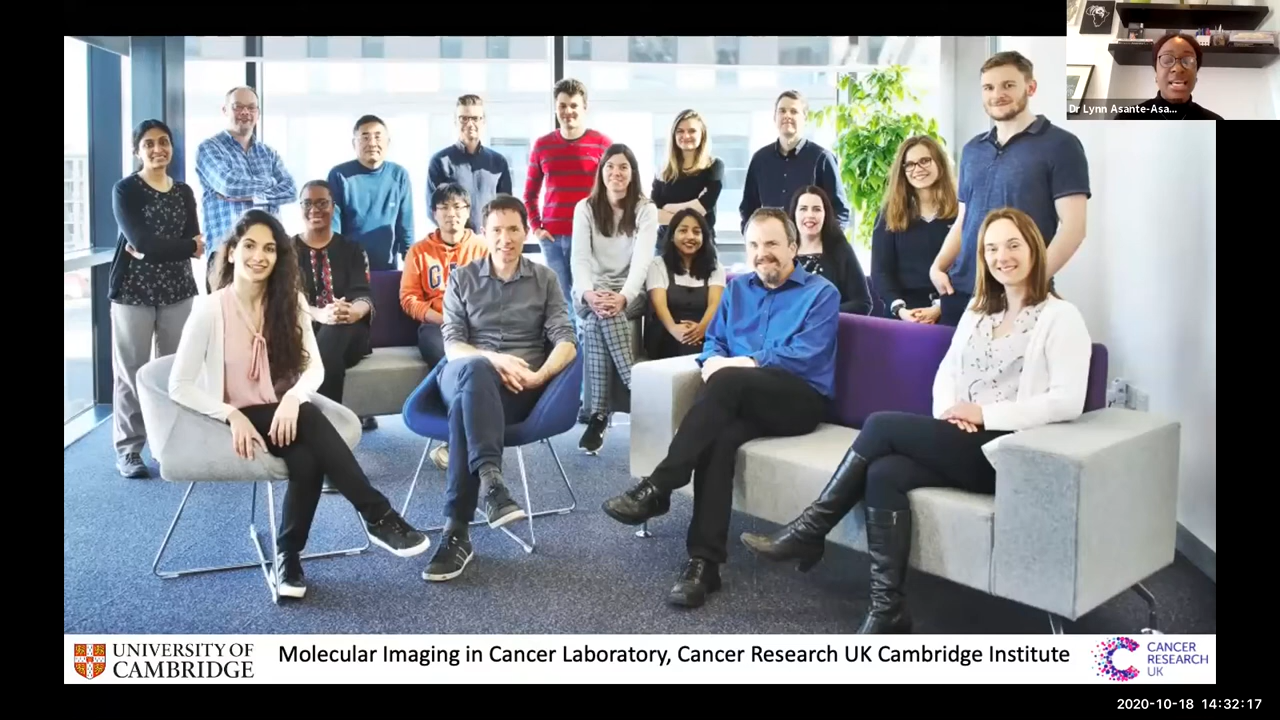 Dr Lynn Asante-Asa...
G
UNIVERSITY OF
CAMBRIDGE
Molecular Imaging in Cancer Laboratory, Cancer Research UK Cambridge Institute
CANCER
RESEARCH
UK
2020-10-18 14:32:17